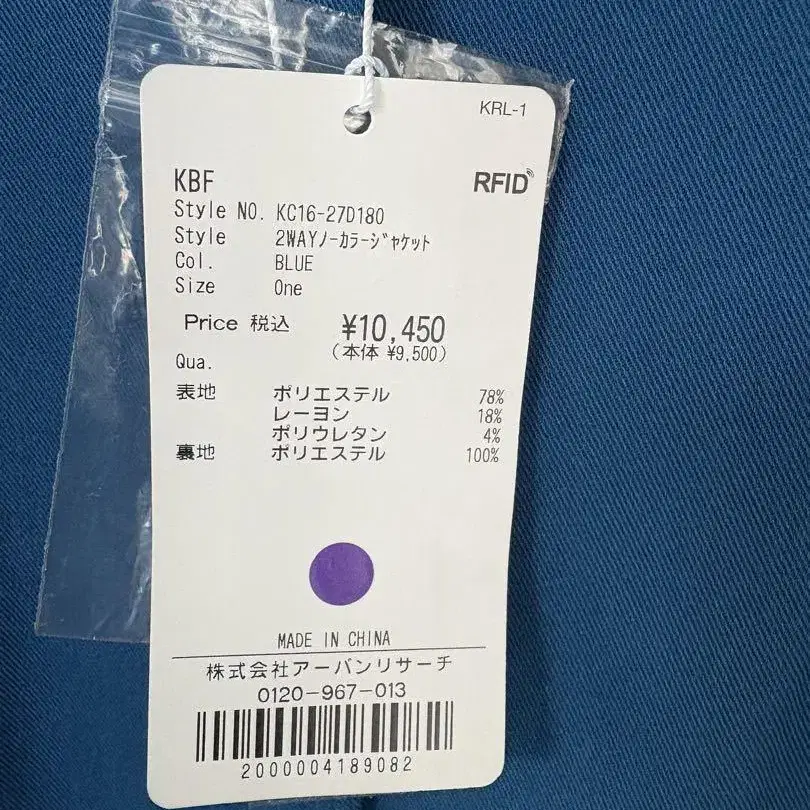 KRL-1
KBF
RFID
Style NO. KC16-27D180
Style 2WAYノーカラージャケット
Col. BLUE
Size One
Price 税込 ¥10,450
(本体 ¥9,500)
Qua.
表地 ポリエステル 78%
レーヨン 18%
ポリウレタン 4%
裏地 ポリエステル 100%
MADE IN CHINA
株式会社アーバンリサーチ
0120-967-013
2000004189082